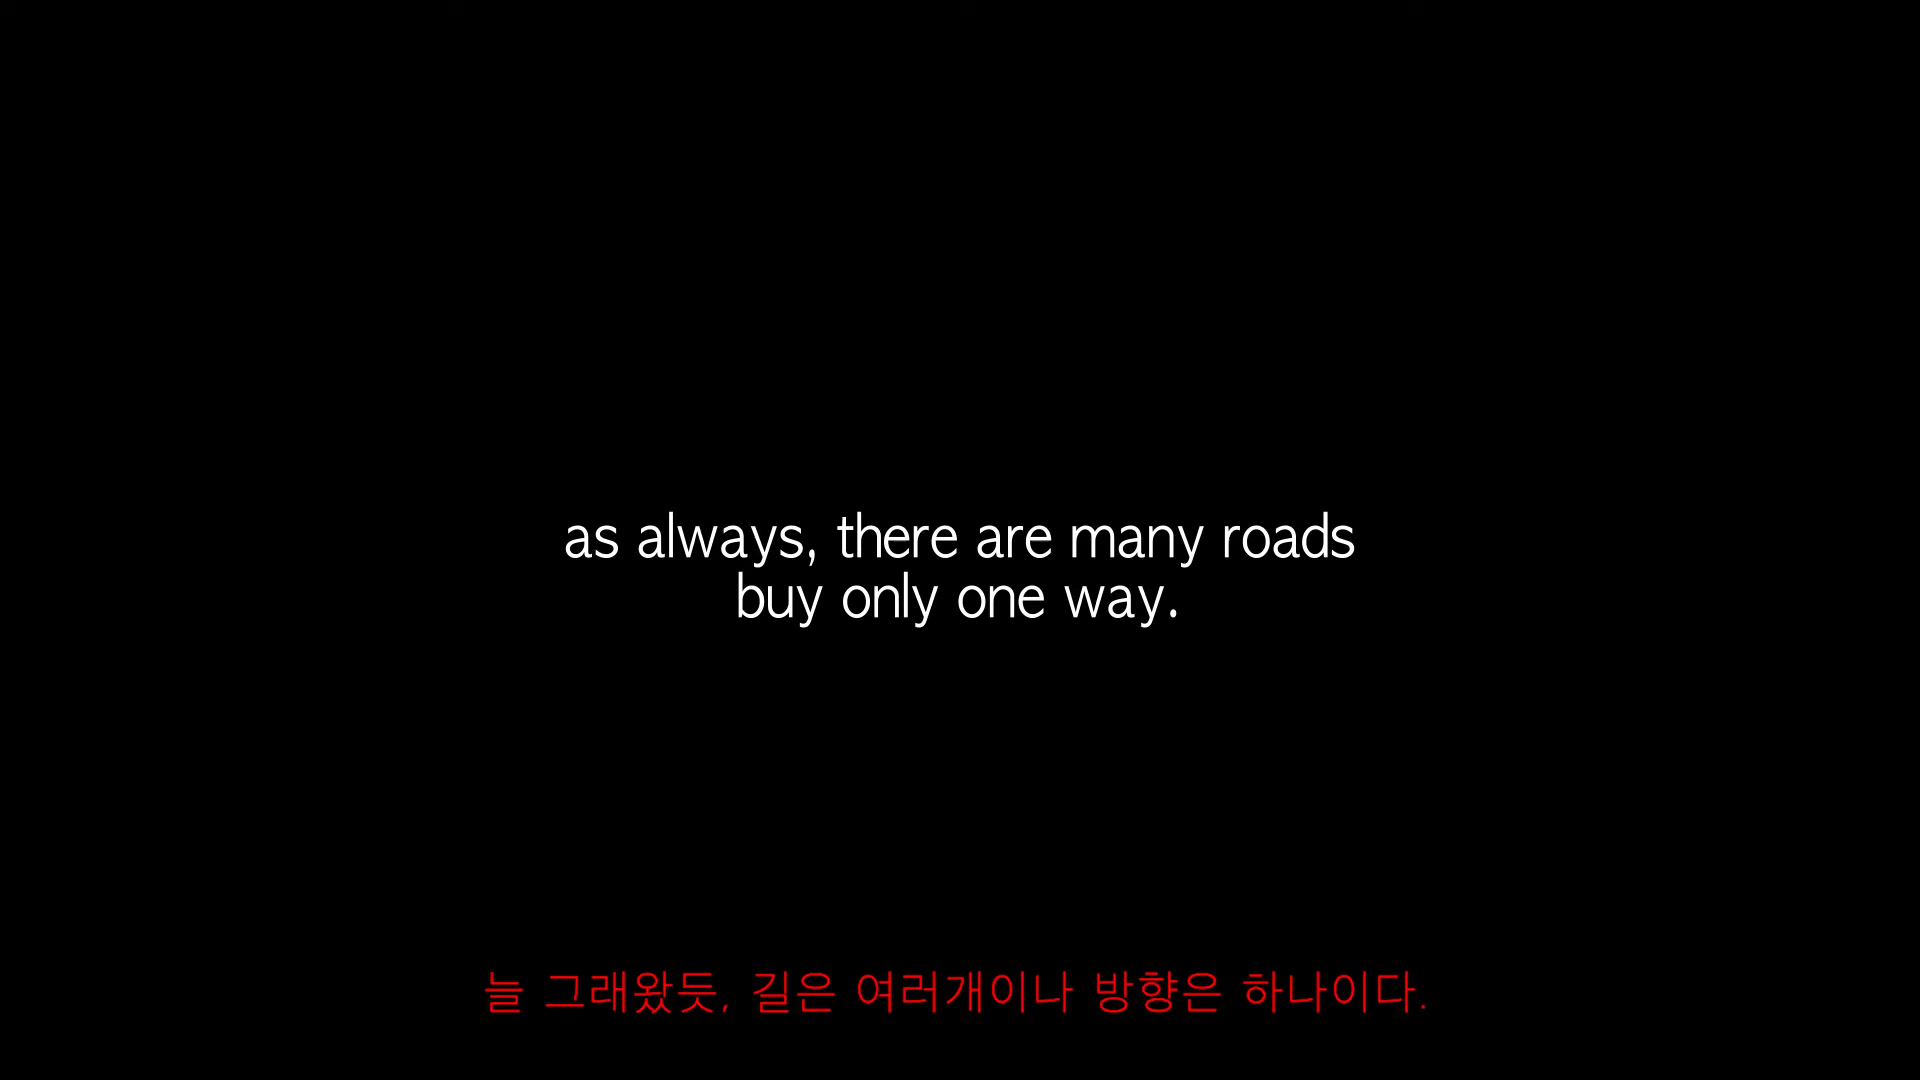 as always, there are many roads
buy only one way.
늘 그래왔듯, 길은 여러개이나 방향은 하나이다.